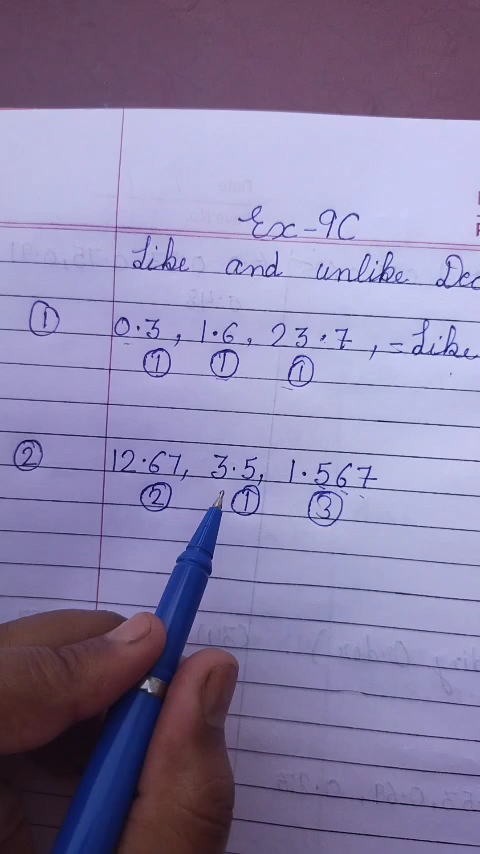 Ex-9C
Like and unlike Dec
① 0.3, 1.6, 23.7, = Like
① ① ①
② 12.67, 3.5, 1.567
② ① ③